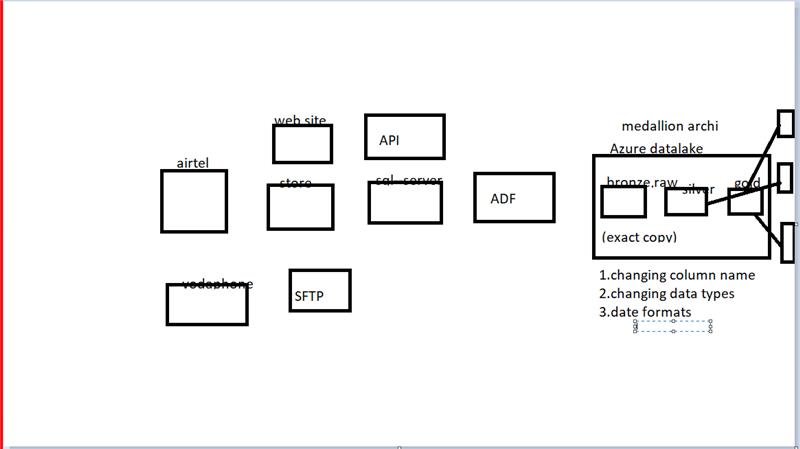 web site
API
medallion archi
Azure datalake
airtel
store
sql server
ADF
bronze,raw
silver
gold
(exact copy)
vodaphone
SFTP
1.changing column name
2.changing data types
3.date formats